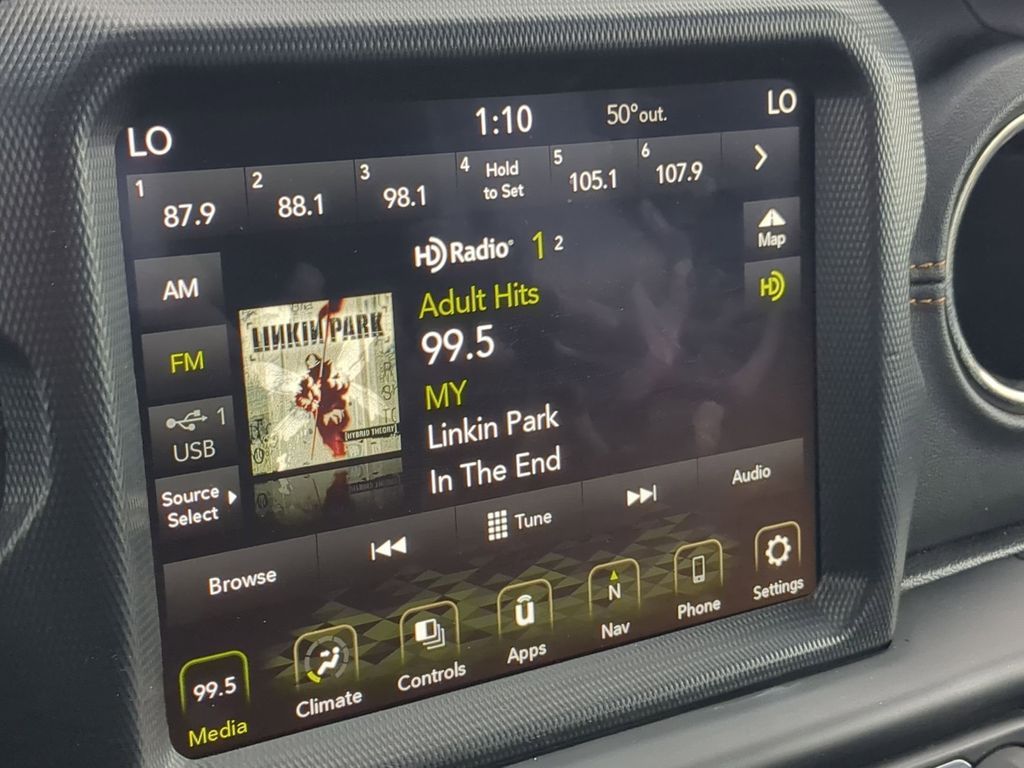 LO
1:10
50°out.
LO
1
87.9
2
88.1
3
98.1
4
Hold
to Set
5
105.1
6
107.9
Map
HD Radio® 1 2
HD
AM
FM
1
USB
Source
Select
LINKIN PARK
[HYBRID THEORY]
Adult Hits
99.5
MY
Linkin Park
In The End
Browse
Tune
Audio
99.5
Media
Climate
Controls
u
Apps
N
Nav
Phone
Settings